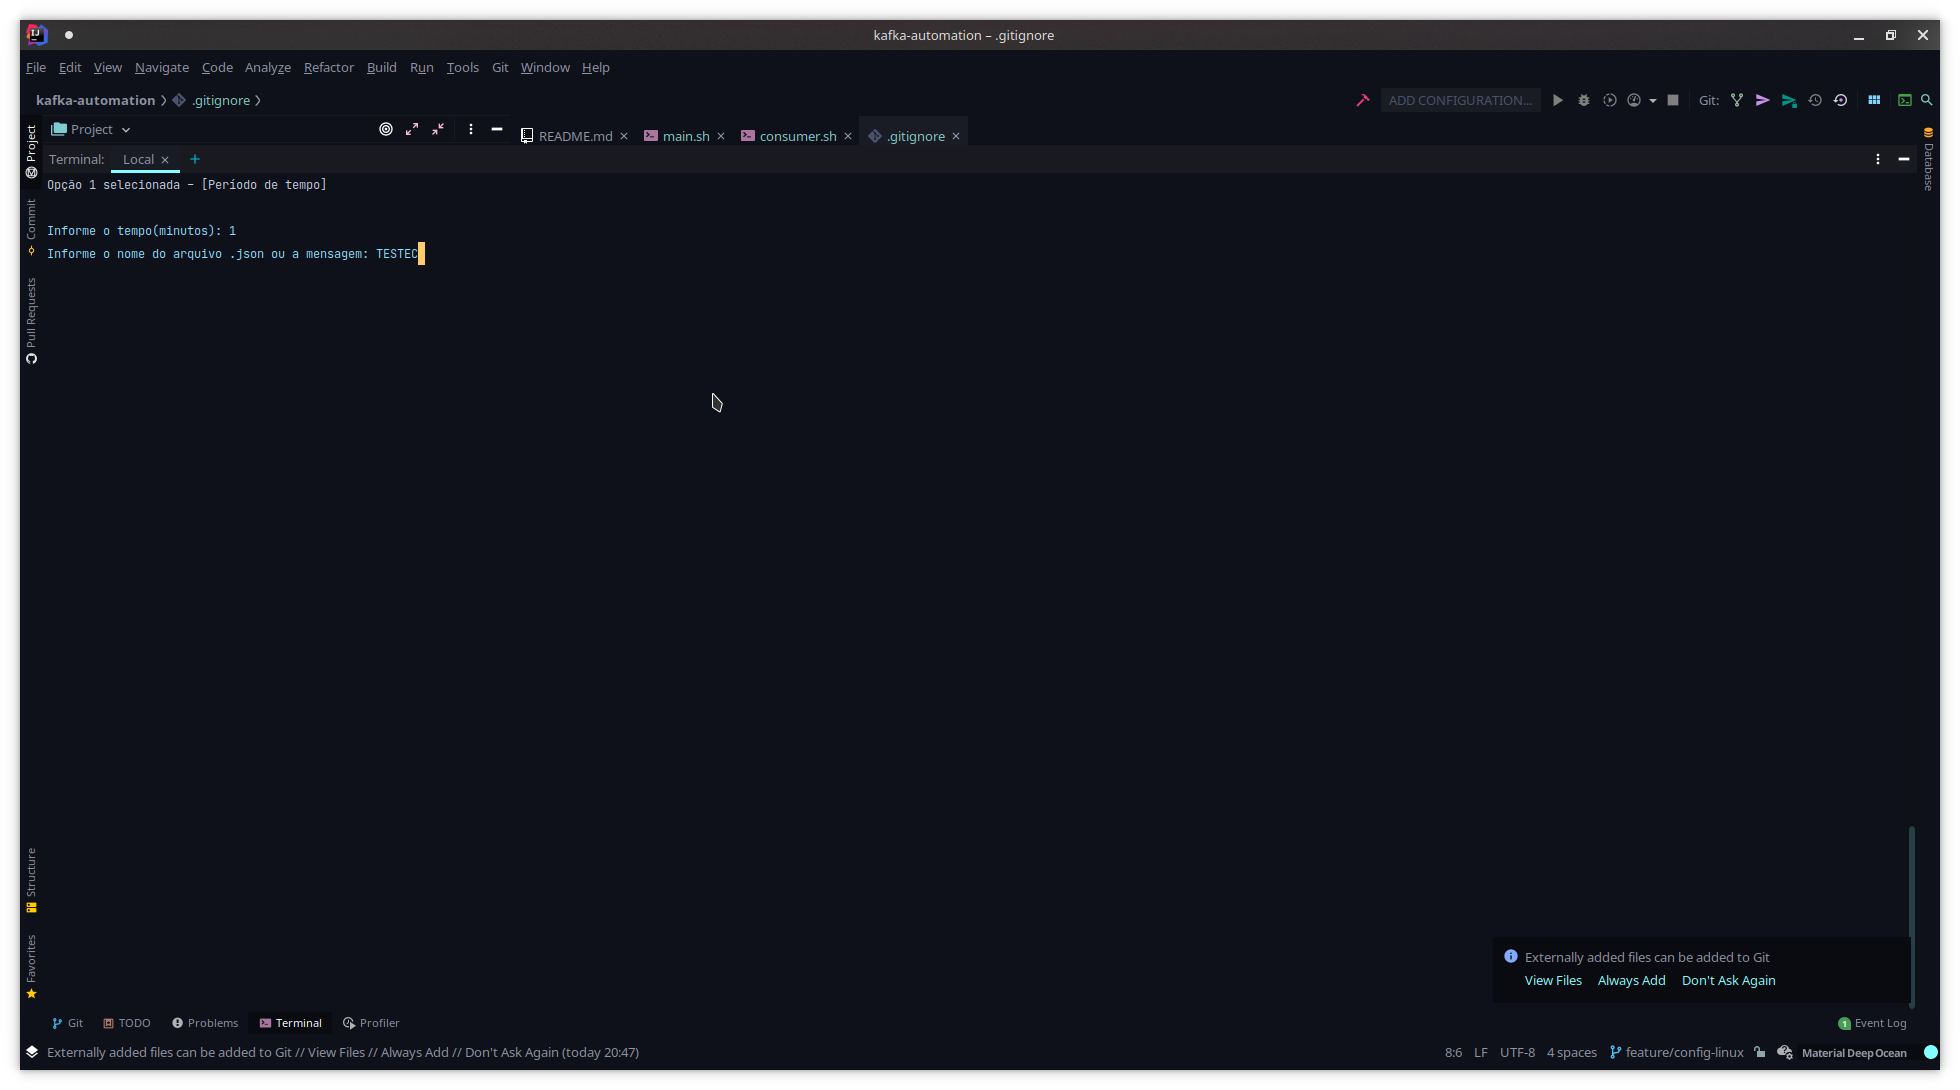 kafka-automation – .gitignore
File Edit View Navigate Code Analyze Refactor Build Run Tools Git Window Help
kafka-automation .gitignore
ADD CONFIGURATION... Git:
Project
README.md main.sh consumer.sh .gitignore
Terminal: Local +
Opção 1 selecionada – [Período de tempo]
Informe o tempo(minutos): 1
Informe o nome do arquivo .json ou a mensagem: TESTEC
Project
Commit
Pull Requests
Structure
Favorites
Database
Externally added files can be added to Git
View Files Always Add Don't Ask Again
Git TODO Problems Terminal Profiler 1 Event Log
Externally added files can be added to Git // View Files // Always Add // Don't Ask Again (today 20:47)
8:6 LF UTF-8 4 spaces feature/config-linux Material Deep Ocean